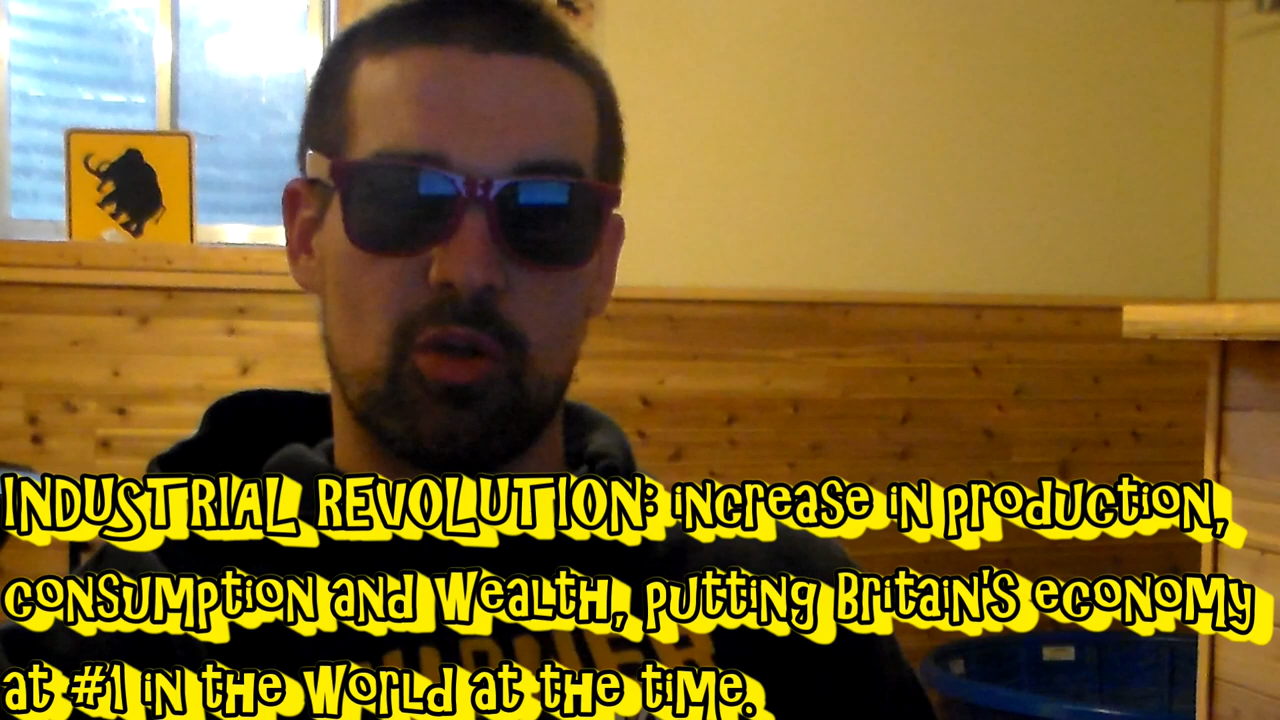 INDUSTRIAL REVOLUTION: increase in production,
consumption and wealth, putting Britain's economy
at #1 in the world at the time.